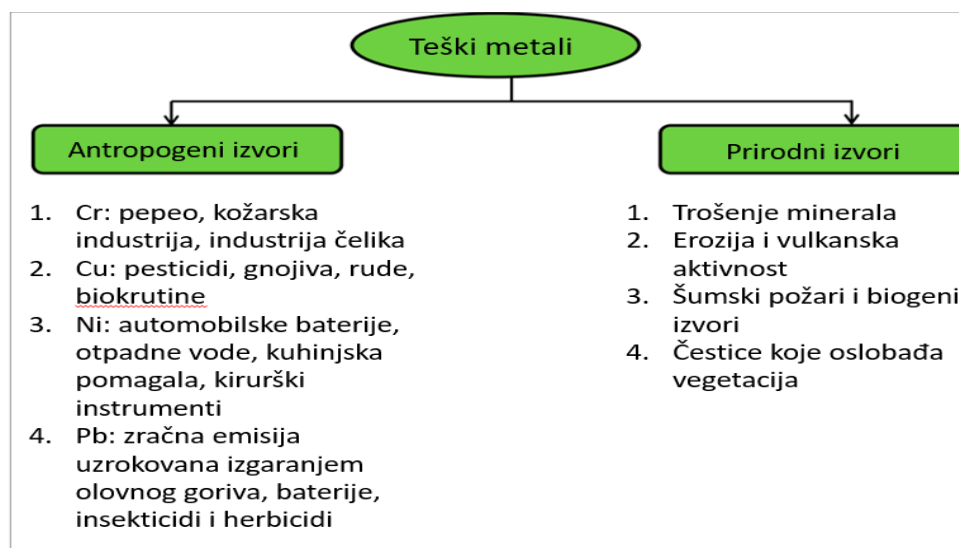 Teški metali
Antropogeni izvori
1. Cr: pepeo, kožarska
industrija, industrija čelika
2. Cu: pesticidi, gnojiva, rude,
biokrutine
3. Ni: automobilske baterije,
otpadne vode, kuhinjska
pomagala, kirurški
instrumenti
4. Pb: zračna emisija
uzrokovana izgaranjem
olovnog goriva, baterije,
insekticidi i herbicidi
Prirodni izvori
1. Trošenje minerala
2. Erozija i vulkanska
aktivnost
3. Šumski požari i biogeni
izvori
4. Čestice koje oslobađa
vegetacija